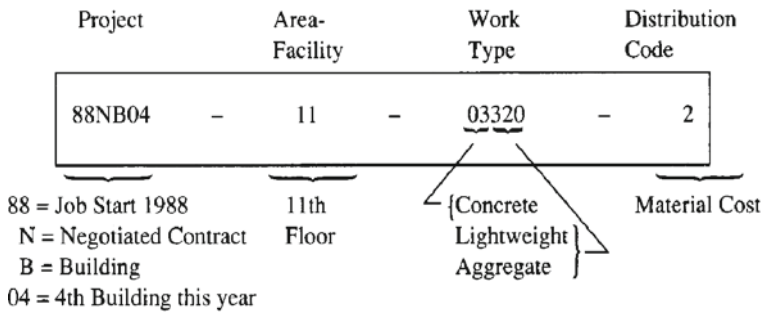 Project Area- Work Distribution
Facility Type Code
88NB04 – 11 – 03320 – 2
88 = Job Start 1988 11th {Concrete Material Cost
N = Negotiated Contract Floor Lightweight}
B = Building Aggregate
04 = 4th Building this year